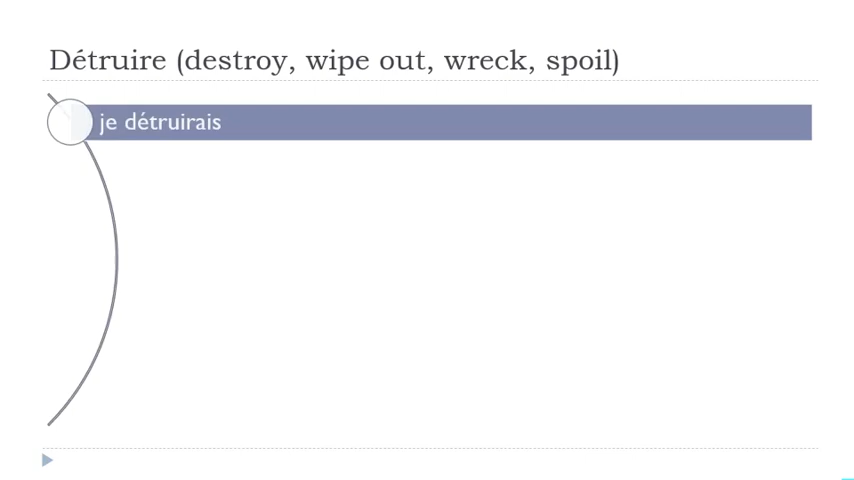 Détruire (destroy, wipe out, wreck, spoil)
je détruirais